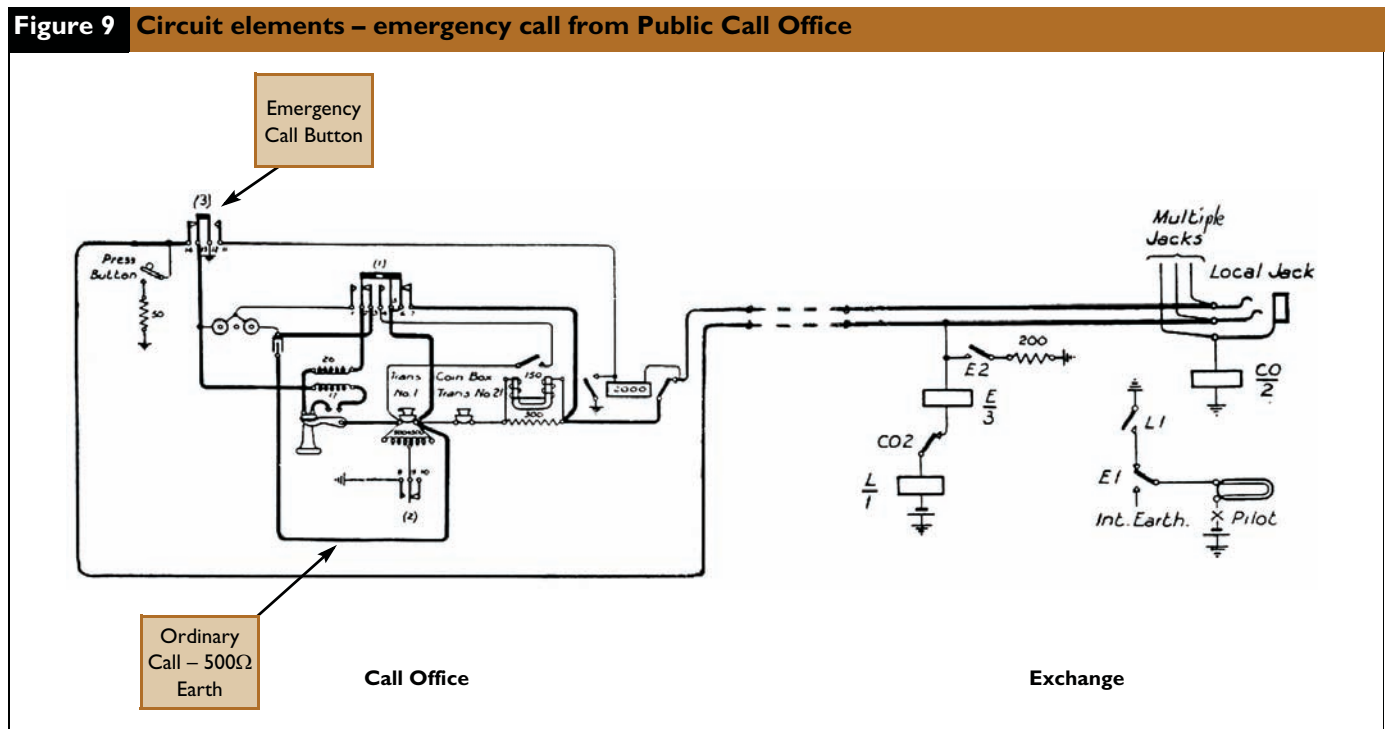 Figure 9 Circuit elements – emergency call from Public Call Office
Emergency
Call Button
(3)
Press
Button
50
(1)
26
17
Trans
No.1
Coin Box
Trans No.21
150
300
2000
(2)
Ordinary
Call – 500Ω
Earth
Call Office
Multiple
Jacks
Local Jack
200
E2
E
3
CO2
L
1
CO
2
L1
E1
Int. Earth.
Pilot
Exchange